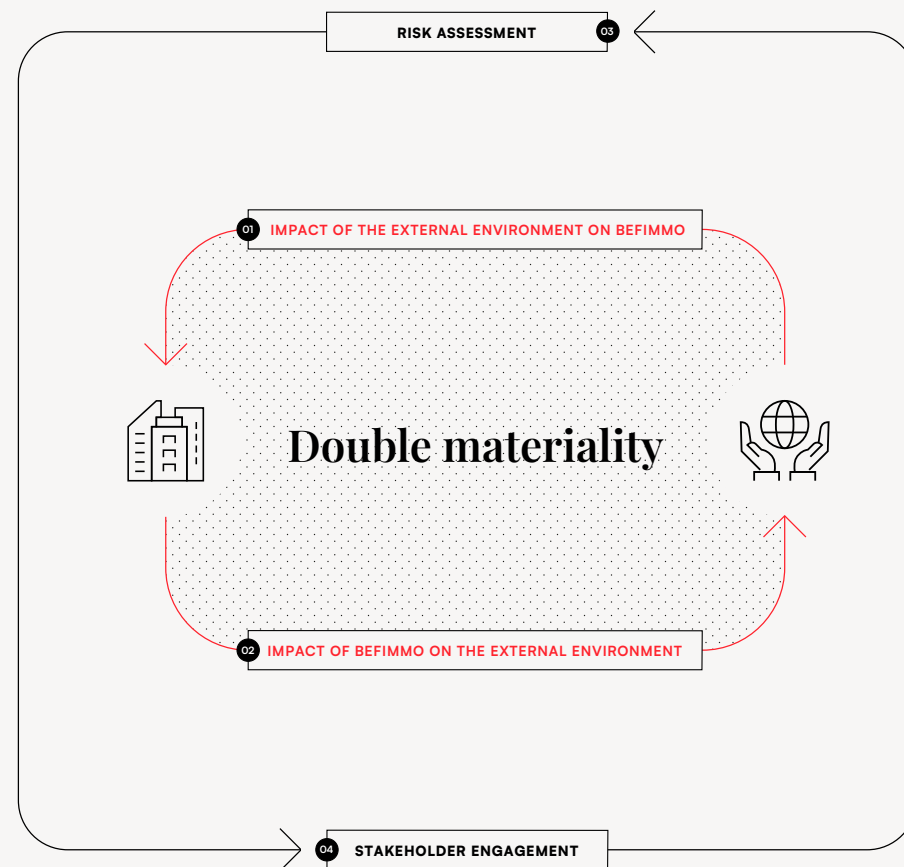 RISK ASSESSMENT 03
01 IMPACT OF THE EXTERNAL ENVIRONMENT ON BEFIMMO
Double materiality
02 IMPACT OF BEFIMMO ON THE EXTERNAL ENVIRONMENT
04 STAKEHOLDER ENGAGEMENT